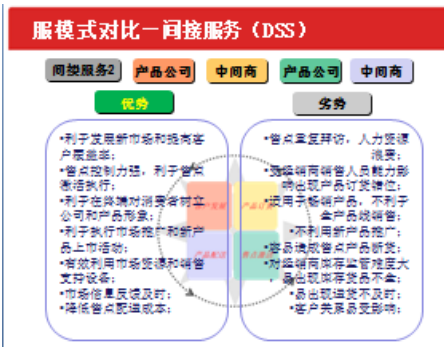 服模式对比－间接服务（DSS）
间接服务2 产品公司 中间商 产品公司 中间商
优势
劣势
•利于发展新市场和提高客
户覆盖率；
•售点控制力强，利于售点
激活执行；
•利于在终端对消费者树立
公司和产品形象；
•利于执行市场推广和新产
品上市活动；
•有效利用市场资源和销售
支持设备；
•市场信息反馈及时；
•降低售点配送成本；
•售点重复拜访，人力资源
浪费；
•受经销商销售人员能力影
响出现产品订货错位；
•适用于畅销产品，不利于
全产品线销售；
•不利用新产品推广；
•容易造成售点产品断货；
•对经销商库存监管难度大
，易出现库存货品不全；
•易出现送货不及时；
•客户关系易受影响；